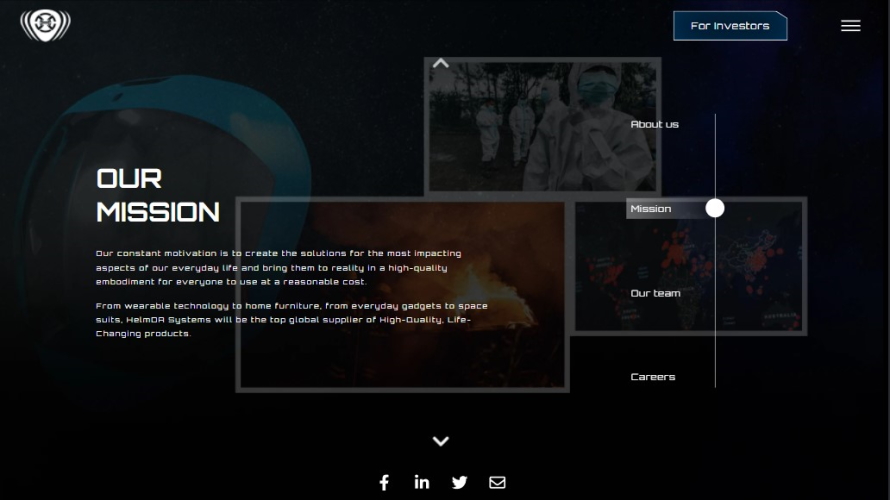 For Investors
About us
OUR
MISSION
Mission
Our constant motivation is to create the solutions for the most impacting
aspects of our everyday life and bring them to reality in a high-quality
embodiment for everyone to use at a reasonable cost.
Our team
From wearable technology to home furniture, from everyday gadgets to space
suits, HelmDA Systems will be the top global supplier of High-Quality, Life-
Changing products.
AUSTRALIA
Careers